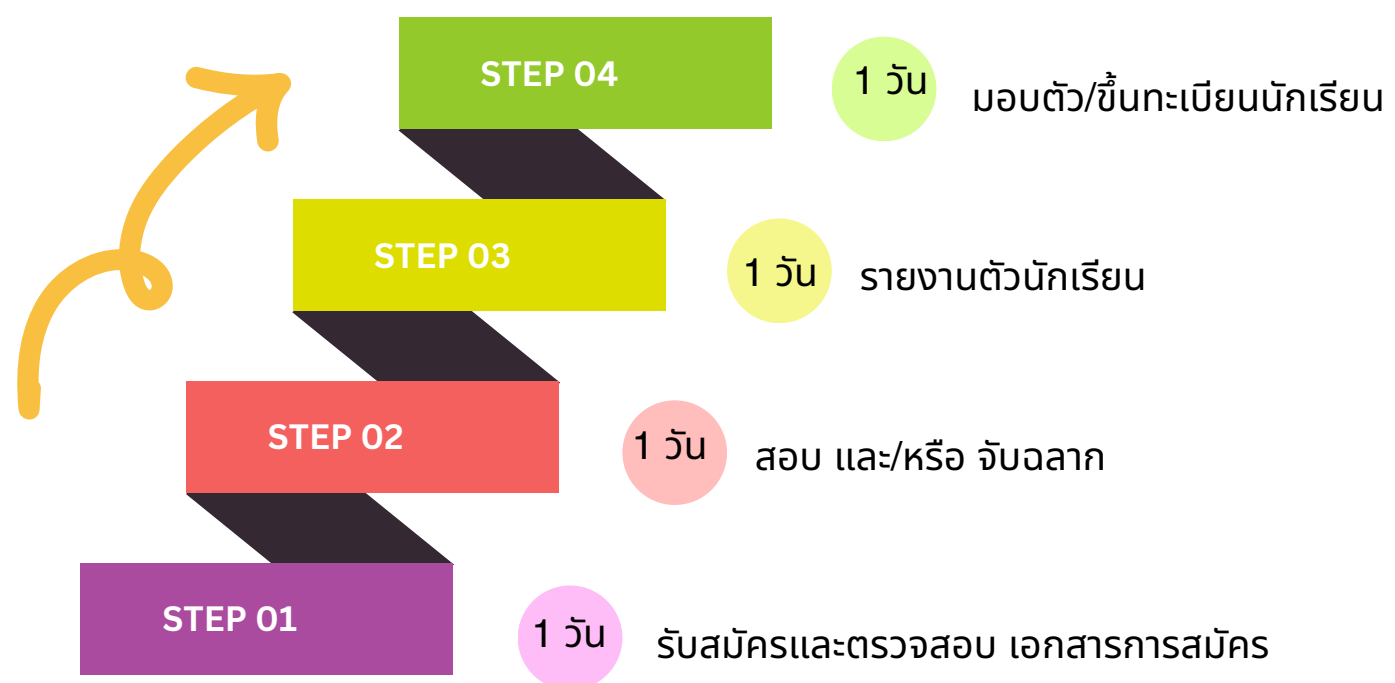 STEP 04
1 วัน
มอบตัว/ขึ้นทะเบียนนักเรียน
STEP 03
1 วัน
รายงานตัวนักเรียน
STEP 02
1 วัน
สอบ และ/หรือ จับฉลาก
STEP 01
1 วัน
รับสมัครและตรวจสอบ เอกสารการสมัคร